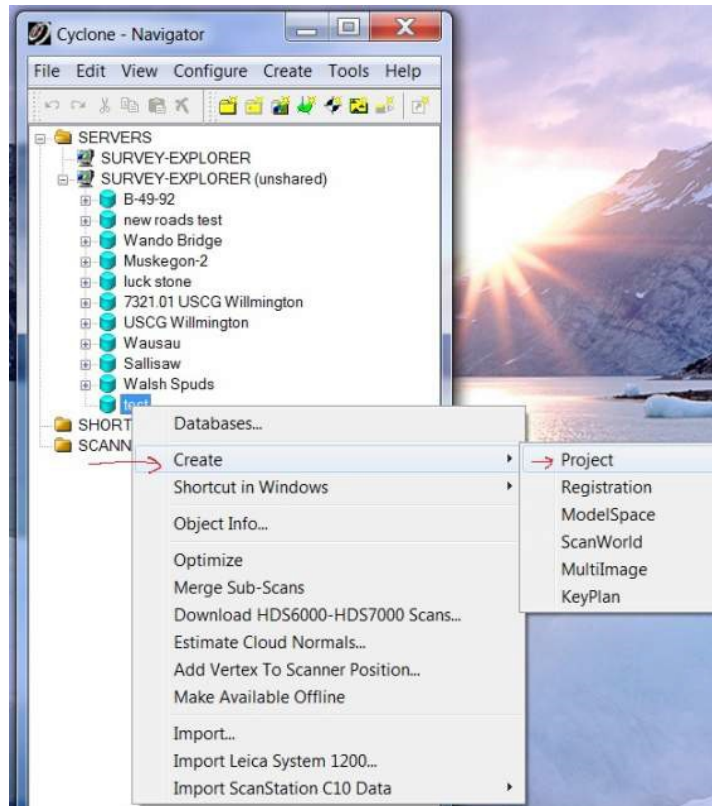 Cyclone - Navigator
File Edit View Configure Create Tools Help
SERVERS
SURVEY-EXPLORER
SURVEY-EXPLORER (unshared)
B-49-92
new roads test
Wando Bridge
Muskegon-2
luck stone
7321.01 USCG Willmington
USCG Willmington
Wausau
Sallisaw
Walsh Spuds
test
SHORT
SCANN
Databases...
Create
Shortcut in Windows
Object Info...
Optimize
Merge Sub-Scans
Download HDS6000-HDS7000 Scans...
Estimate Cloud Normals...
Add Vertex To Scanner Position...
Make Available Offline
Import...
Import Leica System 1200...
Import ScanStation C10 Data
Project
Registration
ModelSpace
ScanWorld
MultiImage
KeyPlan